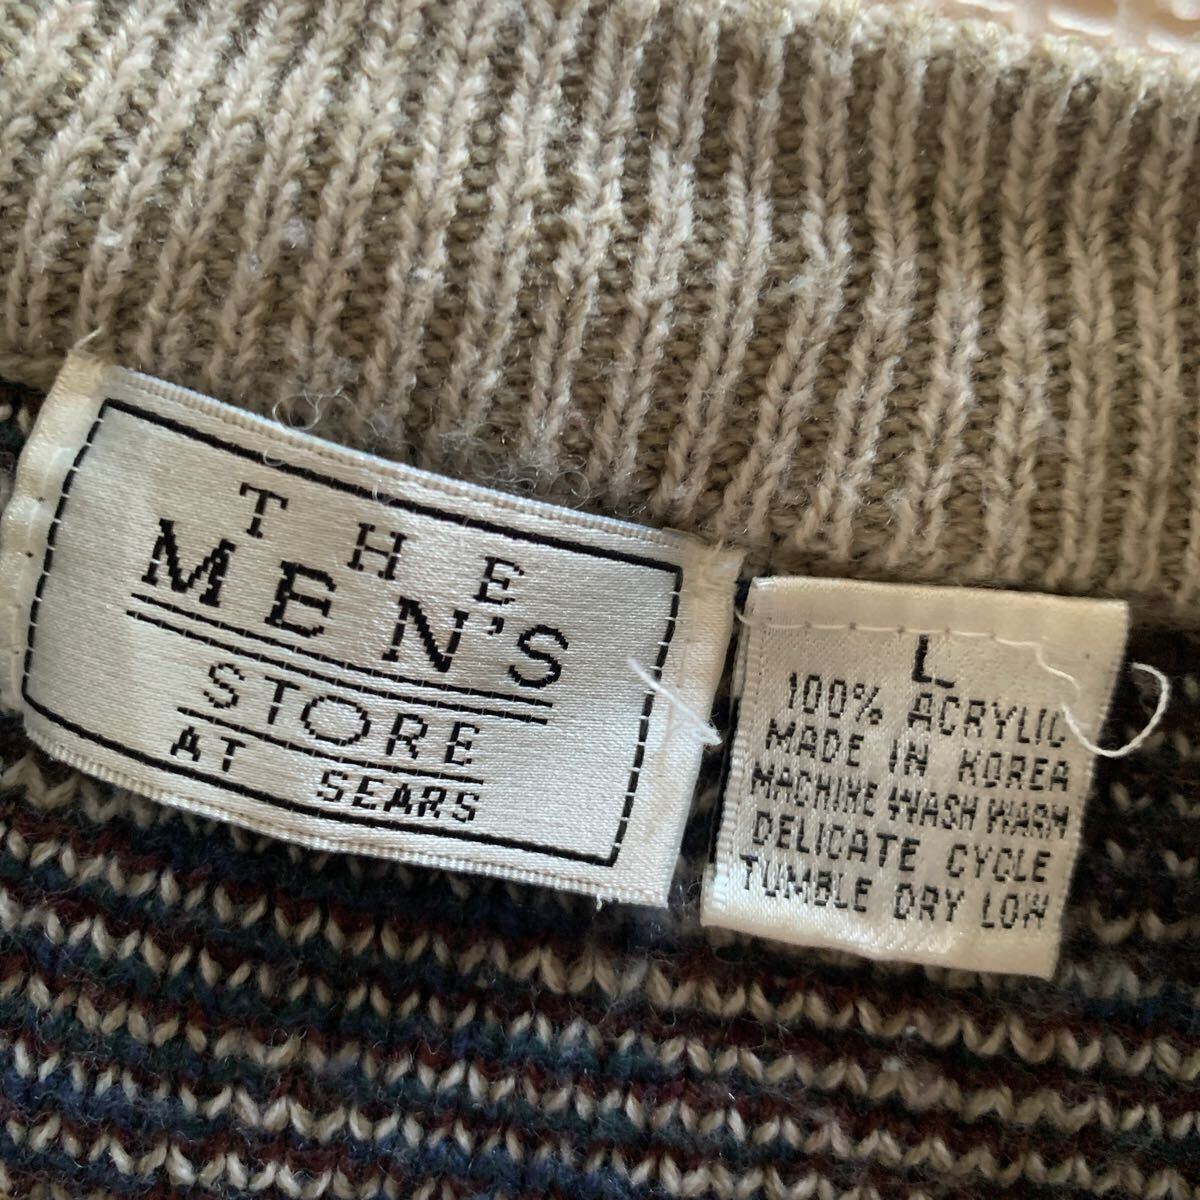 THE
MEN'S
STORE
AT SEARS
L
100% ACRYLIC
MADE IN KOREA
MACHINE WASH WARM
DELICATE CYCLE
TUMBLE DRY LOW